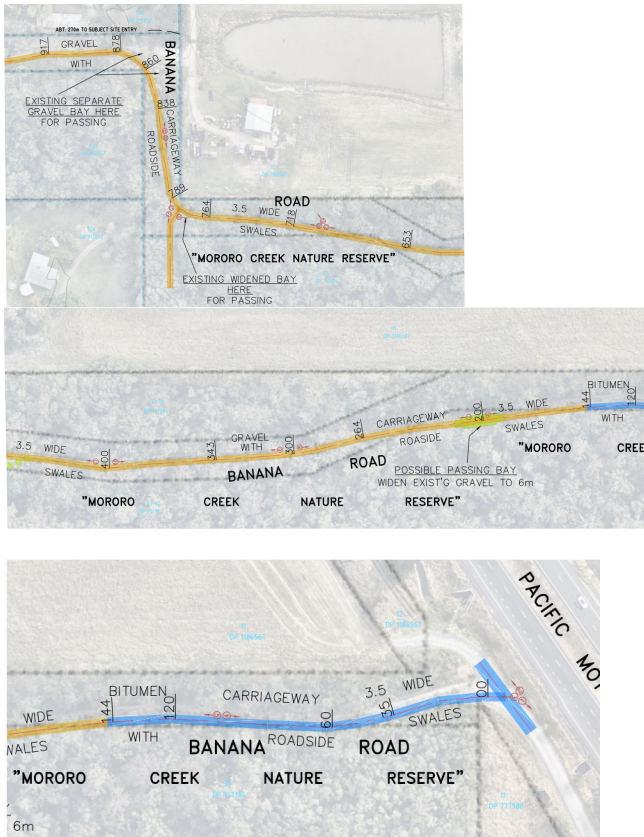 ABT. 270m TO SUBJECT SITE ENTRY
917
GRAVEL
878
WITH
860
BANANA
EXISTING SEPARATE
GRAVEL BAY HERE
FOR PASSING
838
CARRIAGEWAY
ROADSIDE
789
764
3.5 WIDE
ROAD
718
SWALES
653
"MORORO CREEK NATURE RESERVE"
EXISTING WIDENED BAY
HERE
FOR PASSING
3.5 WIDE
SWALES
400
343
GRAVEL
WITH
300
264
CARRIAGEWAY
ROASIDE
200
3.5 WIDE
SWALES
144
BITUMEN
120
WITH
BANANA ROAD
POSSIBLE PASSING BAY
WIDEN EXIST'G GRAVEL TO 6m
"MORORO CREEK NATURE RESERVE"
"MORORO CREE
WIDE
WALES
144
BITUMEN
120
WITH
CARRIAGEWAY
60
ROADSIDE
35
3.5 WIDE
SWALES
00
BANANA ROAD
PACIFIC MOT
"MORORO CREEK NATURE RESERVE"
6m